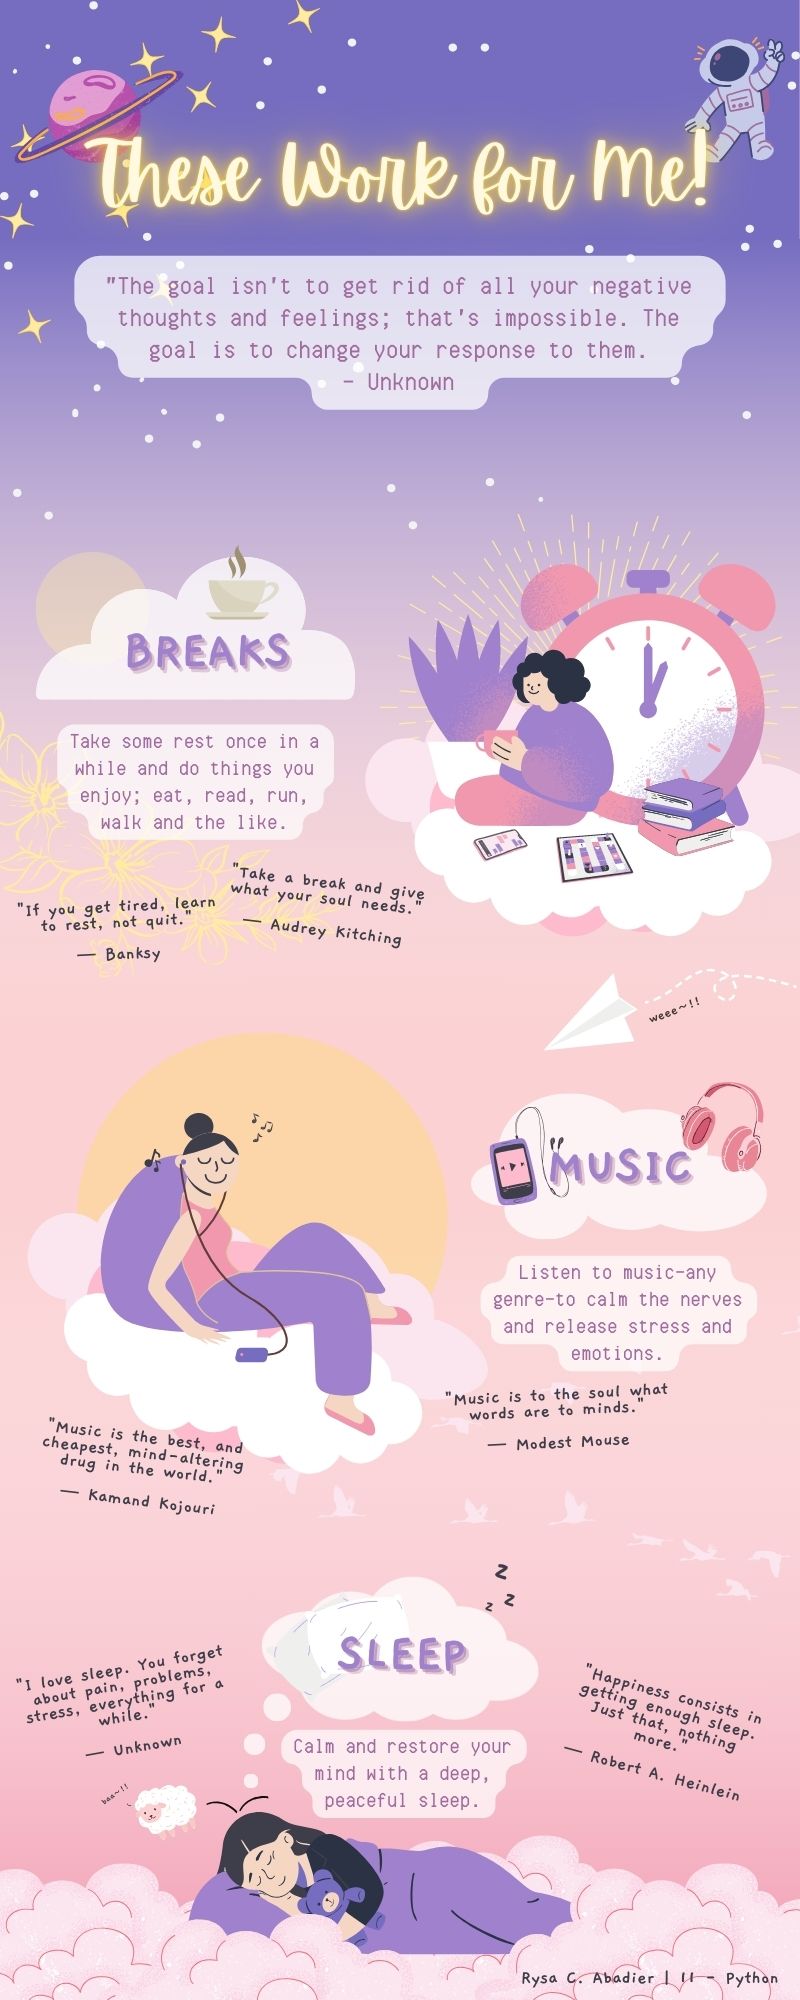 These Work for Me!
"The goal isn't to get rid of all your negative
thoughts and feelings; that's impossible. The
goal is to change your response to them.
- Unknown
BREAKS
Take some rest once in a
while and do things you
enjoy; eat, read, run,
walk and the like.
"If you get tired, learn
to rest, not quit."
— Banksy
"Take a break and give
what your soul needs."
— Audrey Kitching
weee~!!
MUSIC
Listen to music-any
genre-to calm the nerves
and release stress and
emotions.
"Music is to the soul what
words are to minds."
— Modest Mouse
"Music is the best, and
cheapest, mind-altering
drug in the world."
— Kamand Kojouri
z
z
z
SLEEP
"I love sleep. You forget
about pain, problems,
stress, everything for a
while."
— Unknown
Calm and restore your
mind with a deep,
peaceful sleep.
"Happiness consists in
getting enough sleep.
Just that, nothing
more."
— Robert A. Heinlein
baa~!!
Rysa C. Abadier | 11 - Python